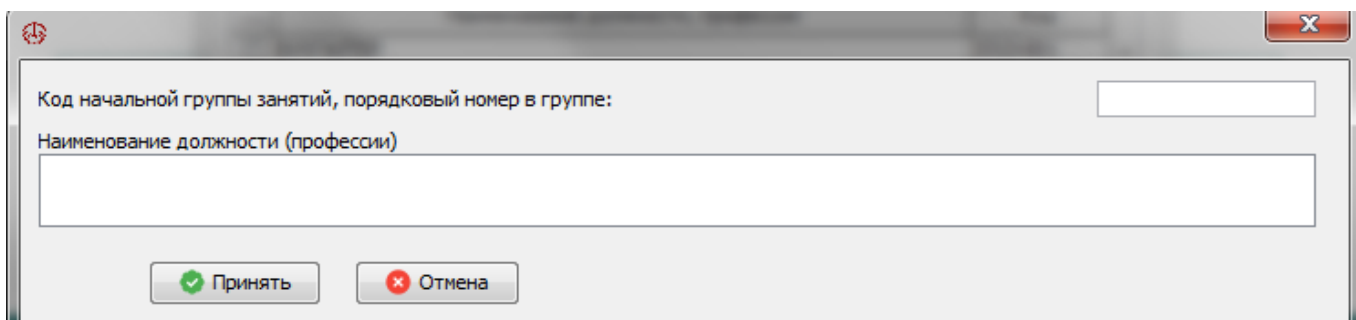 Код начальной группы занятий, порядковый номер в группе:
Наименование должности (профессии)
Принять
Отмена